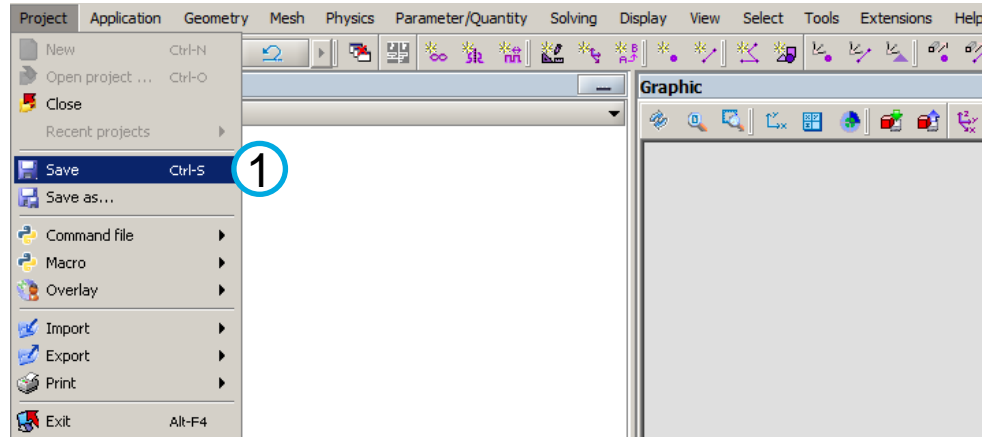 Project Application Geometry Mesh Physics Parameter/Quantity Solving Display View Select Tools Extensions Help
New Ctrl-N
Open project ... Ctrl-O
Graphic
Close
Recent projects
Save Ctrl-S 1
Save as...
Command file
Macro
Overlay
Import
Export
Print
Exit Alt-F4